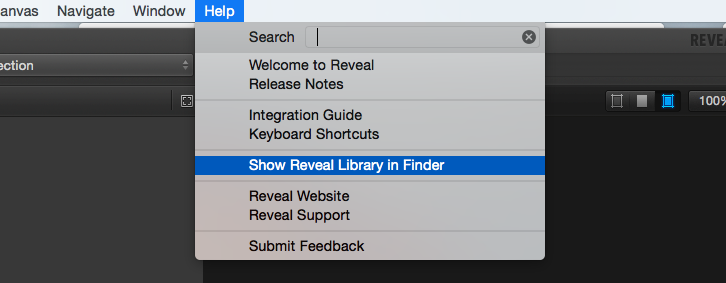 anvas Navigate Window Help
REVEA
Search
ection
Welcome to Reveal
Release Notes
100%
Integration Guide
Keyboard Shortcuts
Show Reveal Library in Finder
Reveal Website
Reveal Support
Submit Feedback